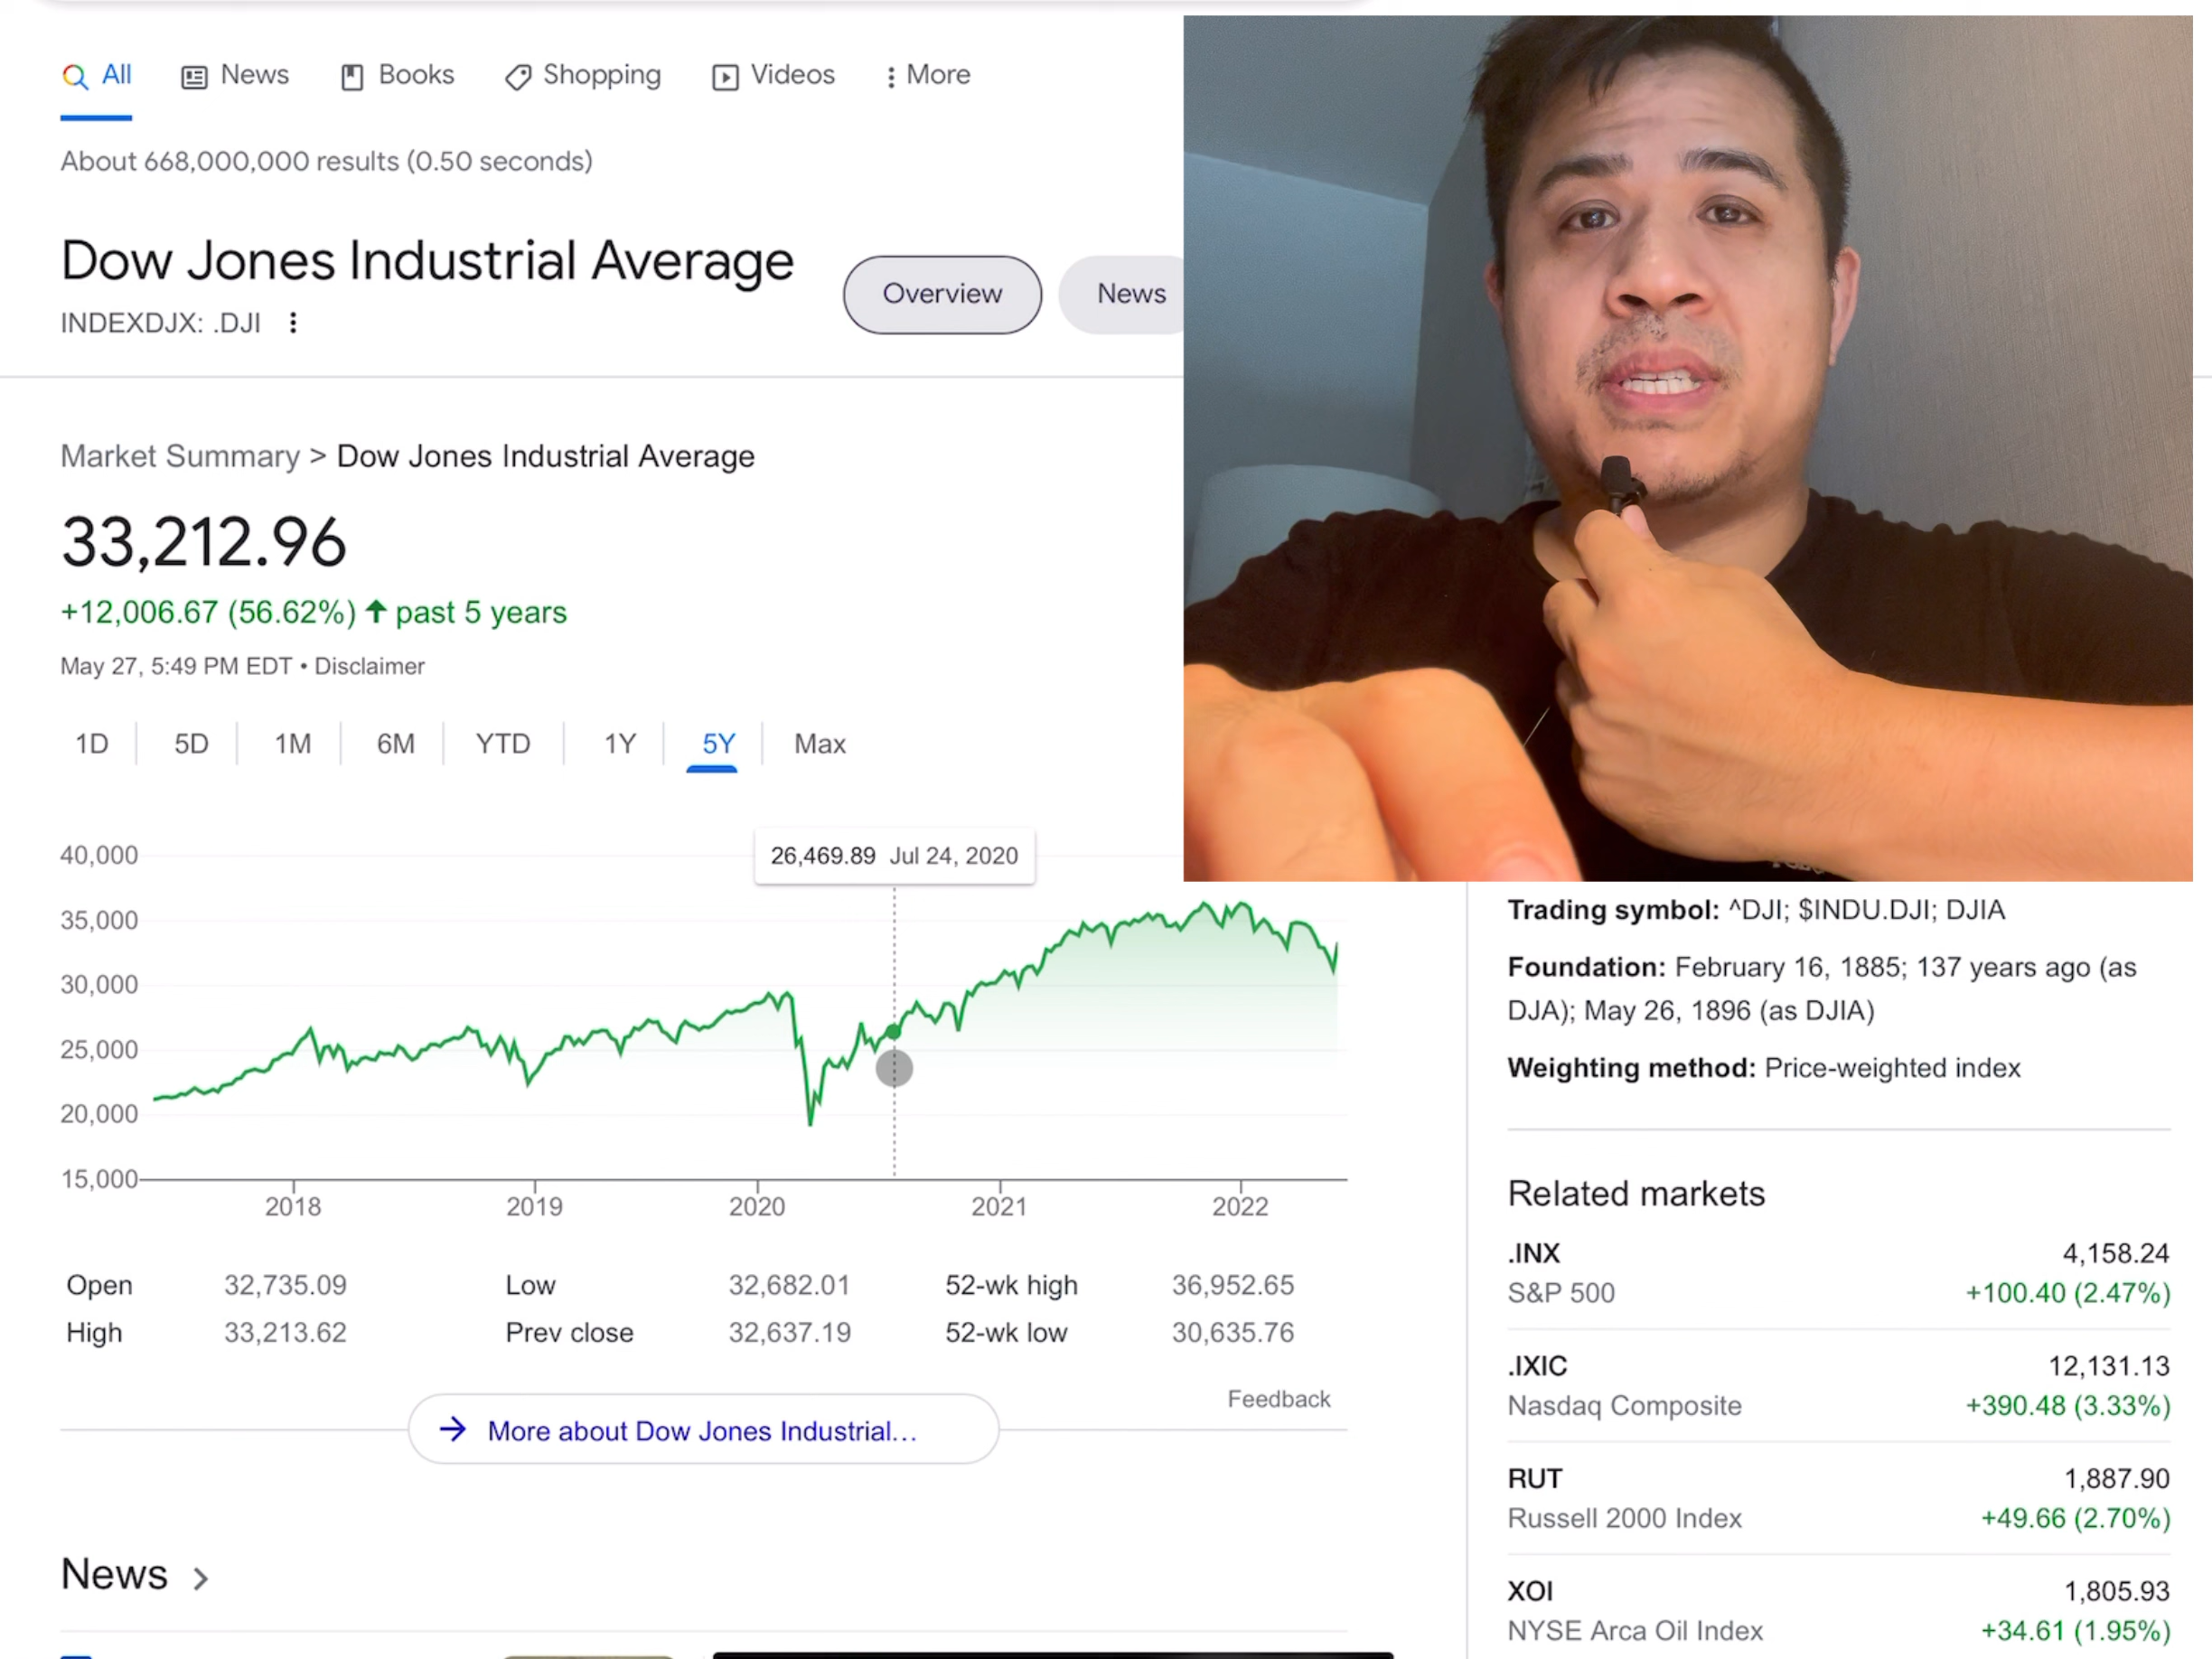 All News Books Shopping Videos More
About 668,000,000 results (0.50 seconds)
Dow Jones Industrial Average
Overview News
INDEXDJX: .DJI
Market Summary > Dow Jones Industrial Average
33,212.96
+12,006.67 (56.62%) past 5 years
May 27, 5:49 PM EDT • Disclaimer
1D 5D 1M 6M YTD 1Y 5Y Max
26,469.89 Jul 24, 2020
40,000
35,000
30,000
25,000
20,000
15,000
2018 2019 2020 2021 2022
Open 32,735.09 Low 32,682.01 52-wk high 36,952.65
High 33,213.62 Prev close 32,637.19 52-wk low 30,635.76
Feedback
More about Dow Jones Industrial...
News
Trading symbol: ^DJI; $INDU.DJI; DJIA
Foundation: February 16, 1885; 137 years ago (as
DJA); May 26, 1896 (as DJIA)
Weighting method: Price-weighted index
Related markets
.INX 4,158.24
S&P 500 +100.40 (2.47%)
.IXIC 12,131.13
Nasdaq Composite +390.48 (3.33%)
RUT 1,887.90
Russell 2000 Index +49.66 (2.70%)
XOI 1,805.93
NYSE Arca Oil Index +34.61 (1.95%)